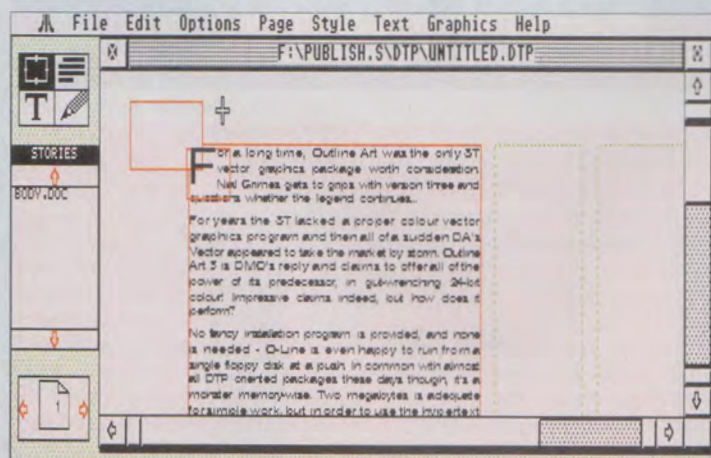 File Edit Options Page Style Text Graphics Help
F:\PUBLISH.S\DTP\UNTITLED.DTP
T
STORIES
BODY.DOC
1
For a long time, Outline Art was the only ST
vector graphics package worth consideration.
Nial Grimes gets to grips with version three and
questions whether the legend continues...
For years the ST lacked a proper colour vector
graphics program and then all of a sudden DA's
Vector appeared to take the market by storm. Outline
Art 3 is DMC's reply and claims to offer all of the
power of its predecessor, in gut-wrenching 24-bit
colour! Impressive claims indeed, but how does it
perform?
No fancy installation program is provided, and none
is needed - O-Line is even happy to run from a
single floppy disk at a push. In common with almost
all DTP oriented packages these days though, it's a
monster memory-wise. Two megabytes is adequate
for simple work, but in order to use the hypertext